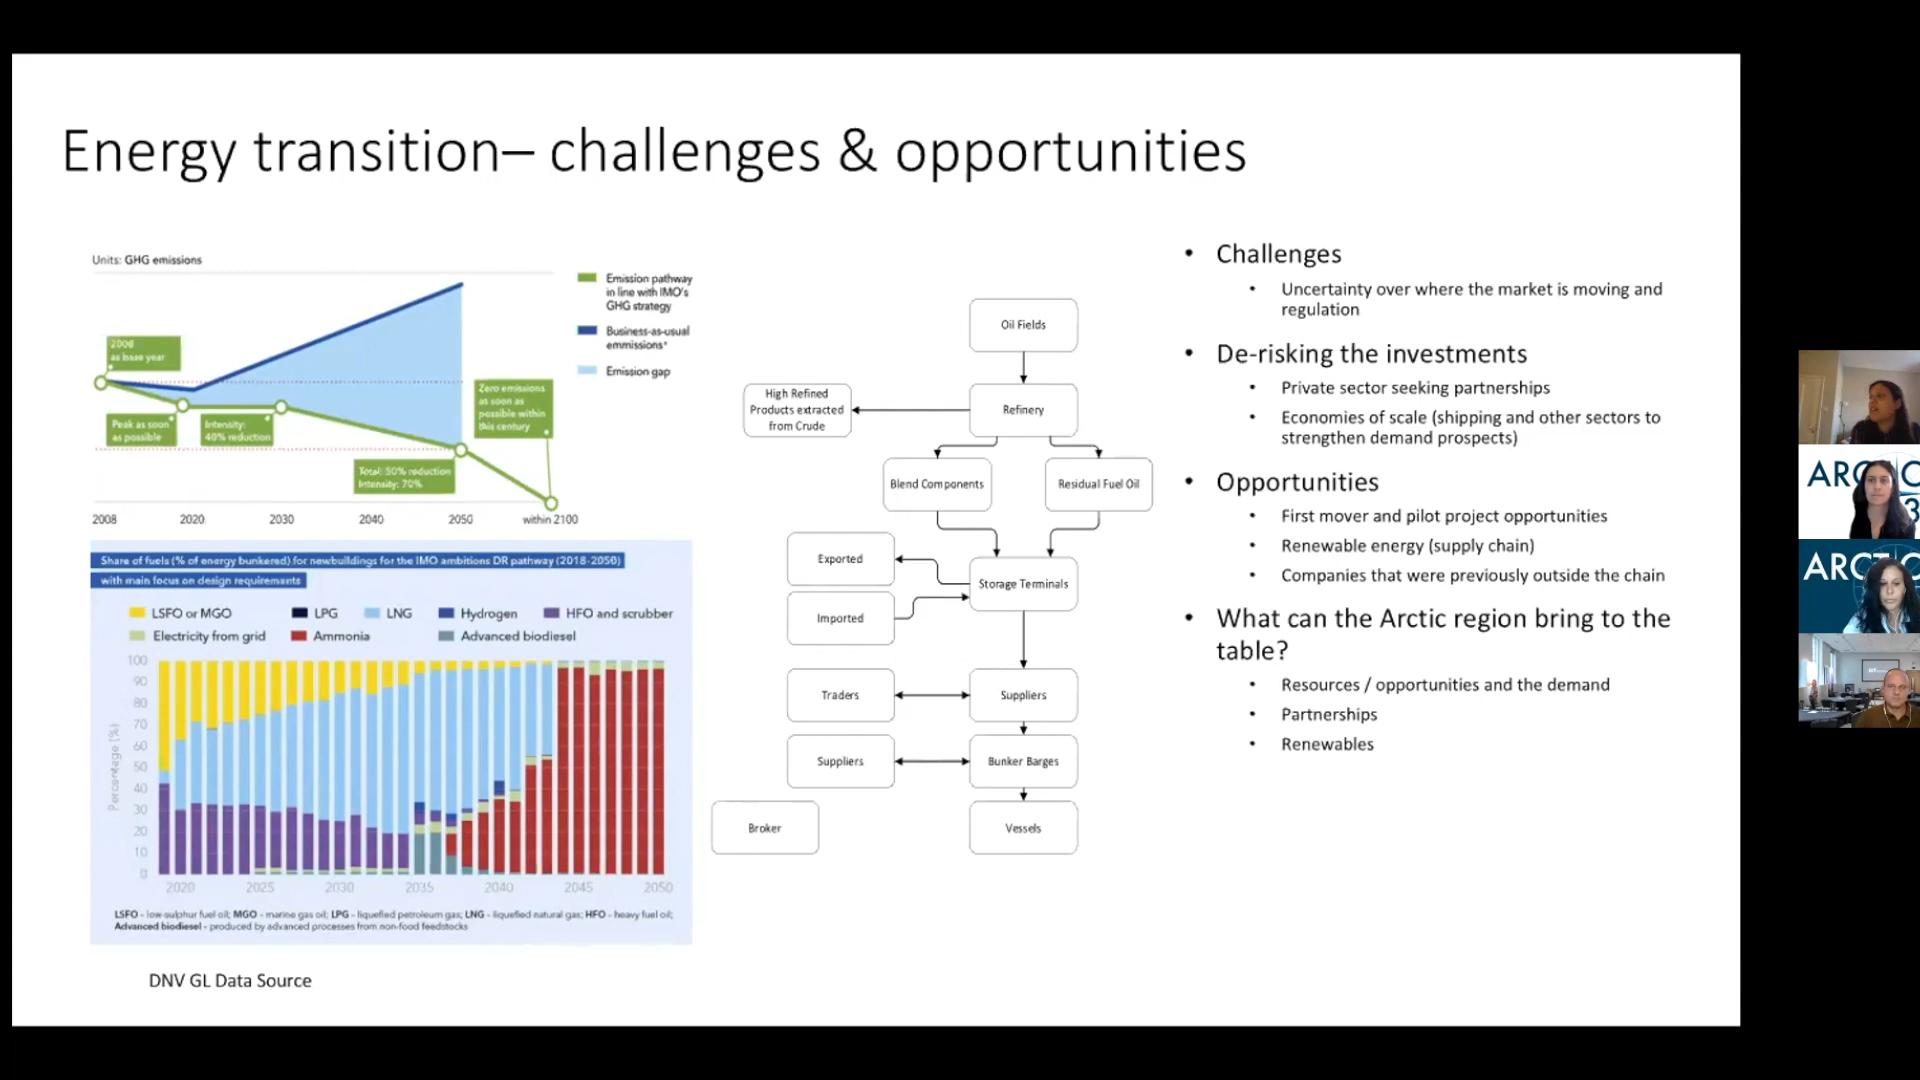 Energy transition– challenges & opportunities
Units: GHG emissions
2008
as base year
Peak as soon
as possible
Intensity:
40% reduction
Total: 50% reduction
Intensity: 70%
Zero emissions
as soon as
possible within
this century
Emission pathway
in line with IMO's
GHG strategy
Business-as-usual
emmissions*
Emission gap
2008 2020 2030 2040 2050 within 2100
Share of fuels (% of energy bunkered) for newbuildings for the IMO ambitions DR pathway (2018-2050)
with main focus on design requirements
LSFO or MGO LPG LNG Hydrogen HFO and scrubber
Electricity from grid Ammonia Advanced biodiesel
Percentage (%)
100
90
80
70
60
50
40
30
20
10
0
2020 2025 2030 2035 2040 2045 2050
LSFO - low-sulphur fuel oil; MGO - marine gas oil; LPG - liquefied petroleum gas; LNG - liquefied natural gas; HFO - heavy fuel oil;
Advanced biodiesel - produced by advanced processes from non-food feedstocks
DNV GL Data Source
Oil Fields
High Refined
Products extracted
from Crude
Refinery
Blend Components
Residual Fuel Oil
Exported
Storage Terminals
Imported
Traders
Suppliers
Suppliers
Bunker Barges
Broker
Vessels
• Challenges
• Uncertainty over where the market is moving and
regulation
• De-risking the investments
• Private sector seeking partnerships
• Economies of scale (shipping and other sectors to
strengthen demand prospects)
• Opportunities
• First mover and pilot project opportunities
• Renewable energy (supply chain)
• Companies that were previously outside the chain
• What can the Arctic region bring to the
table?
• Resources / opportunities and the demand
• Partnerships
• Renewables